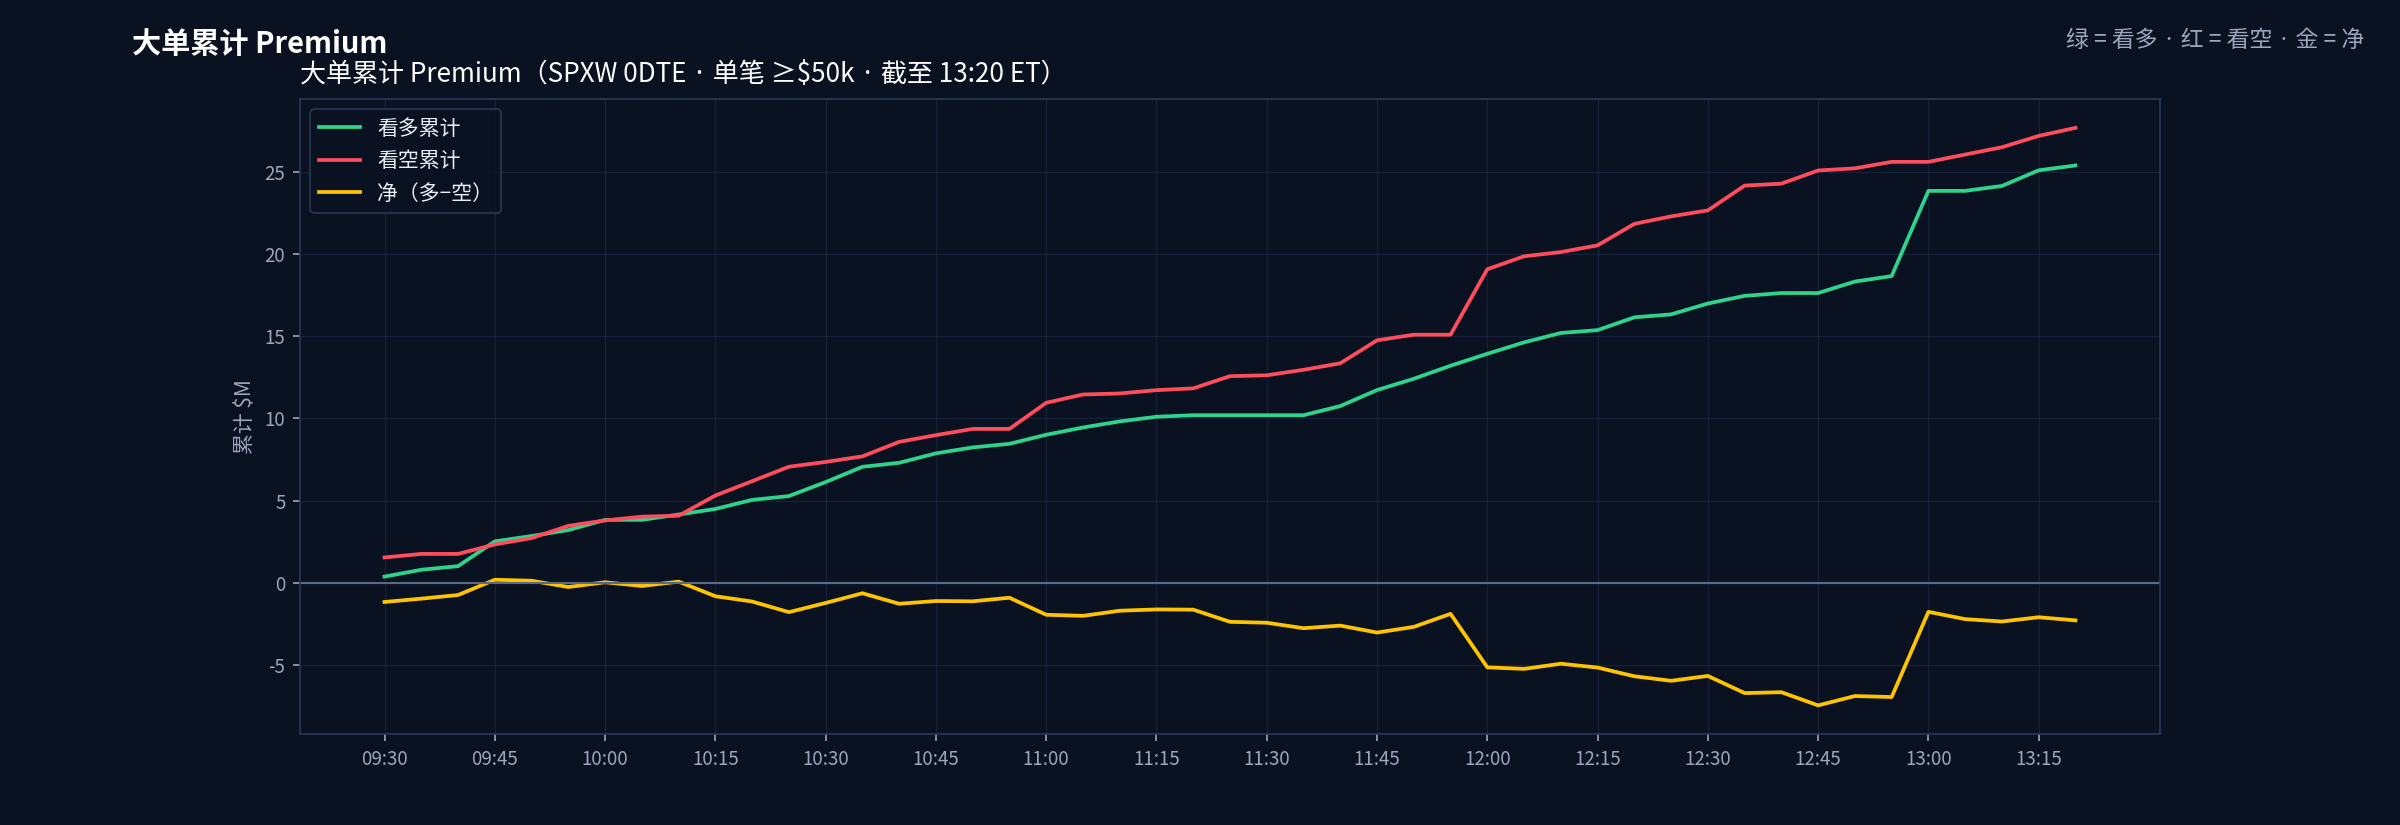 大单累计 Premium
绿 = 看多 · 红 = 看空 · 金 = 净
大单累计 Premium（SPXW 0DTE · 单笔 ≥$50k · 截至 13:20 ET）
看多累计
看空累计
净（多−空）
累计 $M
25
20
15
10
5
0
-5
09:30 09:45 10:00 10:15 10:30 10:45 11:00 11:15 11:30 11:45 12:00 12:15 12:30 12:45 13:00 13:15